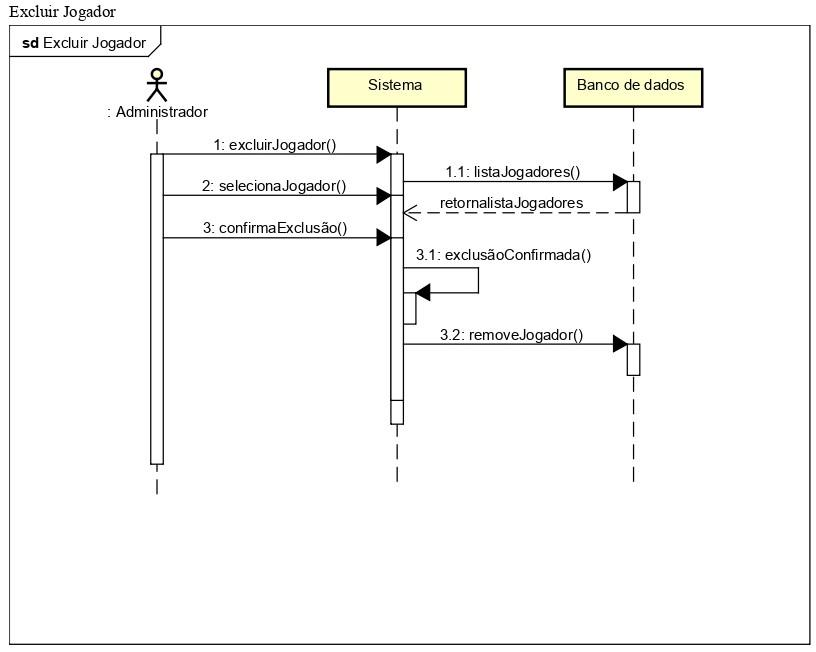 Excluir Jogador
sd Excluir Jogador
: Administrador
Sistema
Banco de dados
1: excluirJogador()
1.1: listaJogadores()
2: selecionaJogador()
retornalistaJogadores
3: confirmaExclusão()
3.1: exclusãoConfirmada()
3.2: removeJogador()